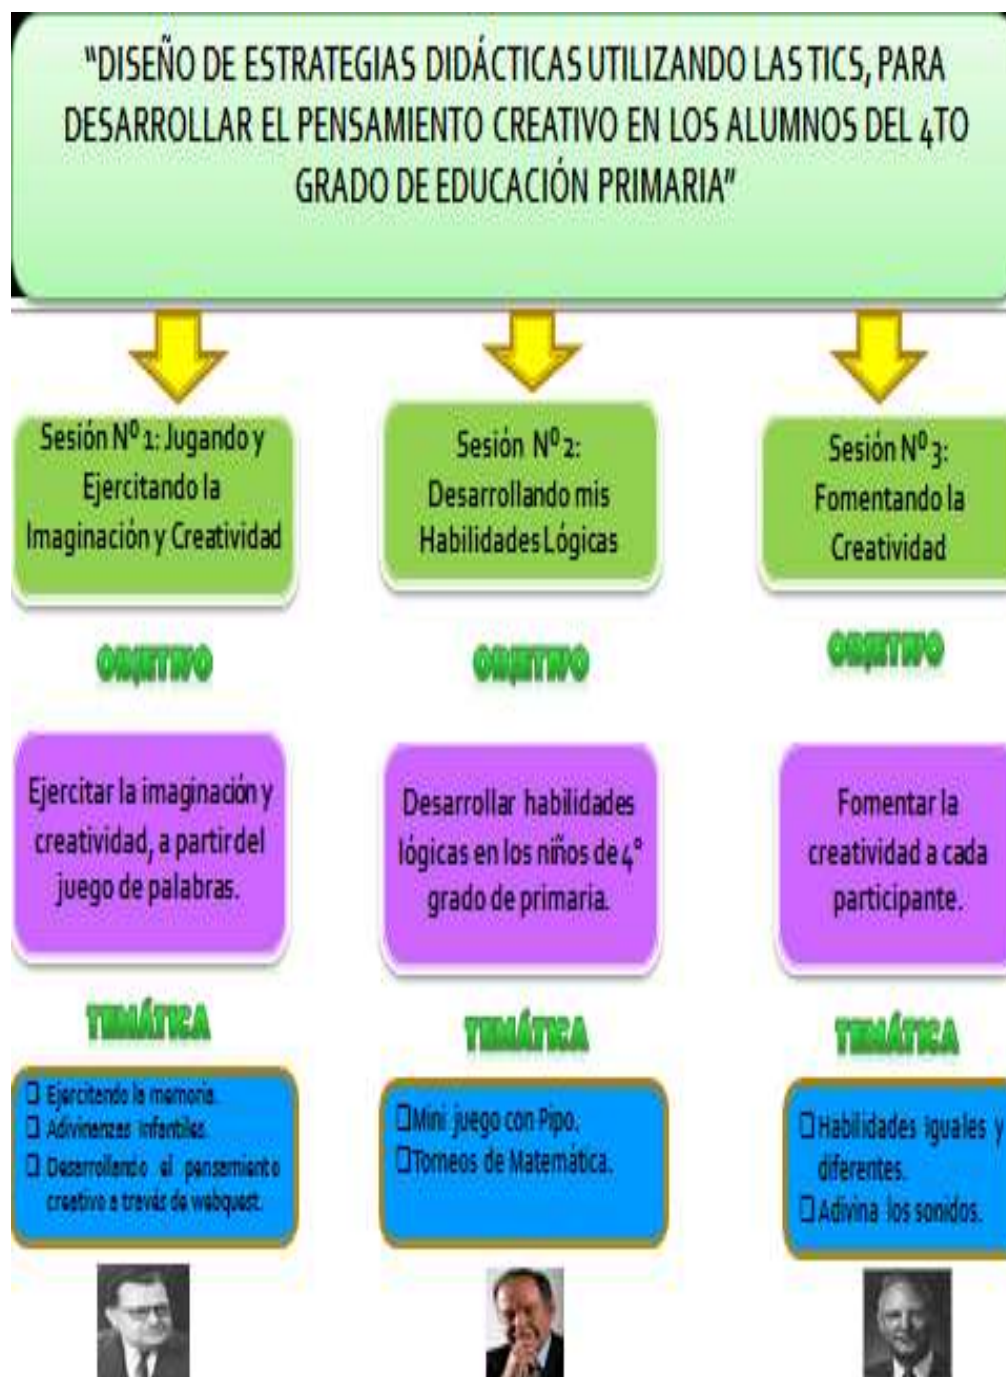 “DISEÑO DE ESTRATEGIAS DIDÁCTICAS UTILIZANDO LAS TICS, PARA
DESARROLLAR EL PENSAMIENTO CREATIVO EN LOS ALUMNOS DEL 4TO
GRADO DE EDUCACIÓN PRIMARIA”
Sesión Nº 1: Jugando y
Ejercitando la
Imaginación y Creatividad
Sesión Nº 2:
Desarrollando mis
Habilidades Lógicas
Sesión Nº 3:
Fomentando la
Creatividad
OBJETIVO
OBJETIVO
OBJETIVO
Ejercitar la imaginación y
creatividad, a partir del
juego de palabras.
Desarrollar habilidades
lógicas en los niños de 4°
grado de primaria.
Fomentar la
creatividad a cada
participante.
TEMÁTICA
TEMÁTICA
TEMÁTICA
❑ Ejercitando la memoria.
❑ Adivinanzas infantiles.
❑ Desarrollando el pensamiento
creativo a través de webquest.
❑Mini juego con Pipo.
❑Torneos de Matemática.
❑Habilidades iguales y
diferentes.
❑Adivina los sonidos.